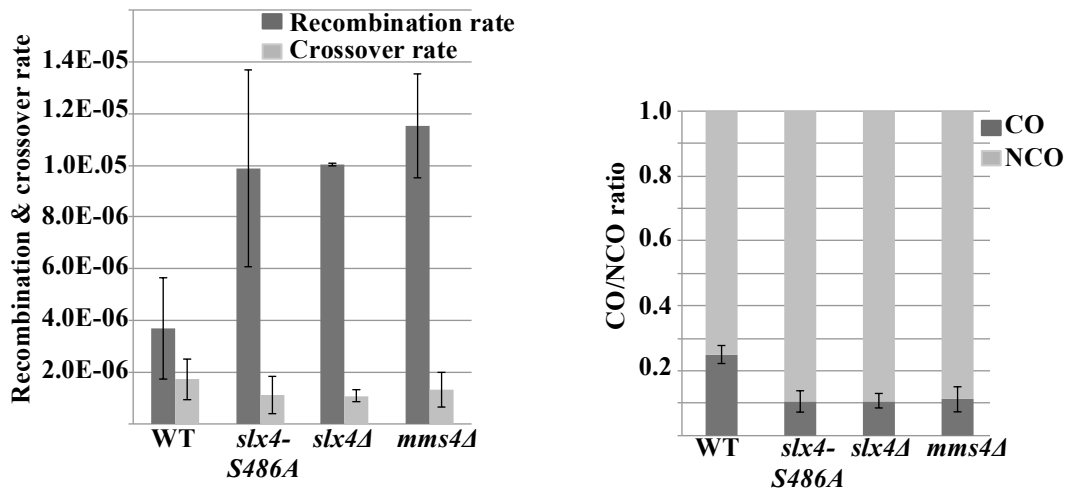 Recombination & crossover rate
Recombination rate
Crossover rate
1.4E-05
1.2E-05
1.0E-05
8.0E-06
6.0E-06
4.0E-06
2.0E-06
WT
slx4-
S486A
slx4Δ
mms4Δ
CO/NCO ratio
1.0
0.8
0.6
0.4
0.2
CO
NCO
WT
slx4-
S486A
slx4Δ
mms4Δ